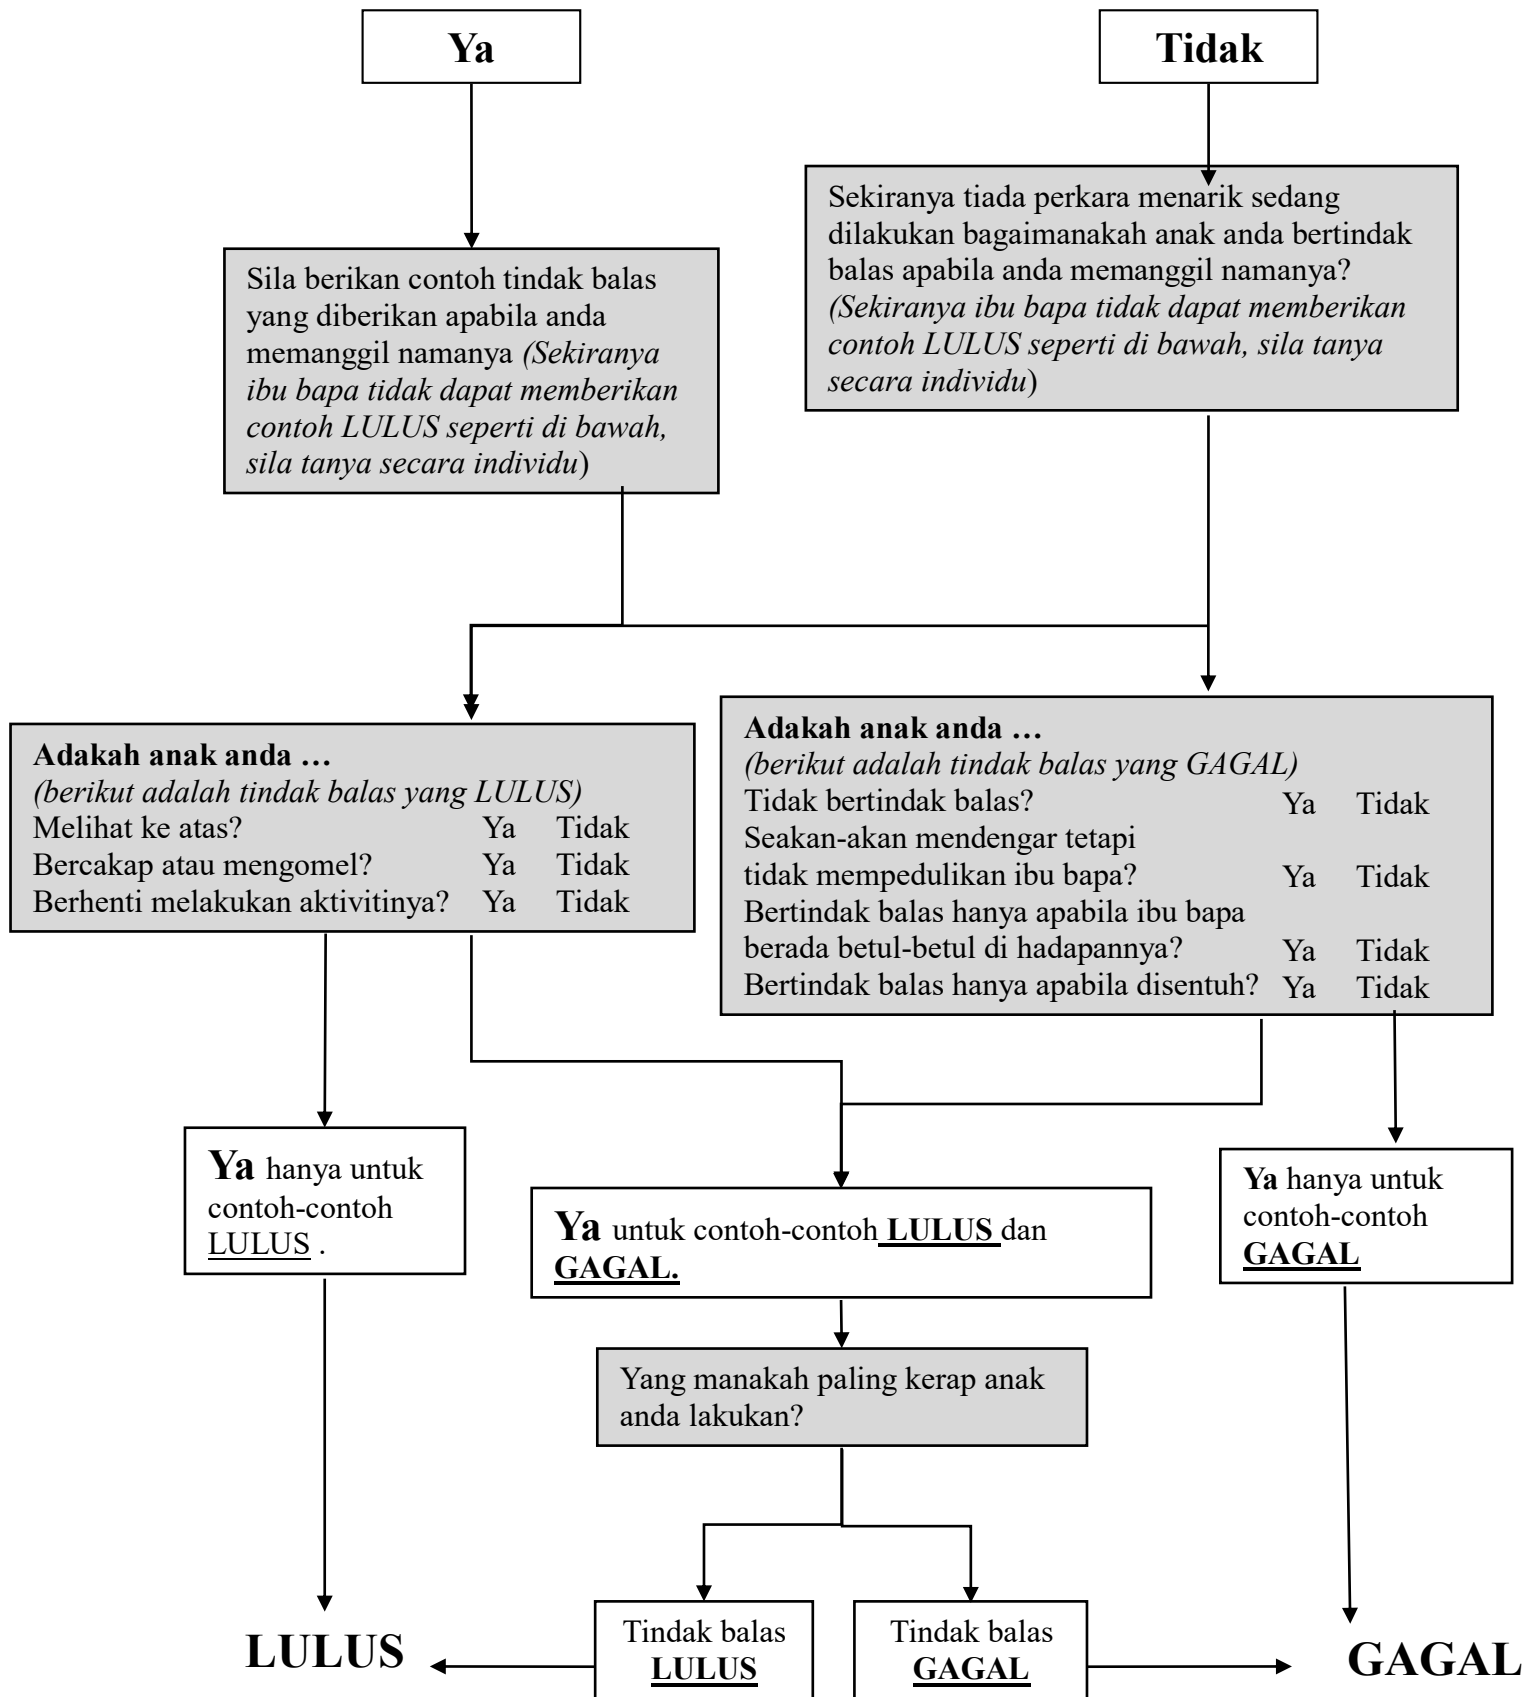 Ya
Tidak
Sila berikan contoh tindak balas
yang diberikan apabila anda
memanggil namanya (Sekiranya
ibu bapa tidak dapat memberikan
contoh LULUS seperti di bawah,
sila tanya secara individu)
Sekiranya tiada perkara menarik sedang
dilakukan bagaimanakah anak anda bertindak
balas apabila anda memanggil namanya?
(Sekiranya ibu bapa tidak dapat memberikan
contoh LULUS seperti di bawah, sila tanya
secara individu)
Adakah anak anda …
(berikut adalah tindak balas yang LULUS)
Melihat ke atas? Ya Tidak
Bercakap atau mengomel? Ya Tidak
Berhenti melakukan aktivitinya? Ya Tidak
Adakah anak anda …
(berikut adalah tindak balas yang GAGAL)
Tidak bertindak balas? Ya Tidak
Seakan-akan mendengar tetapi
tidak mempedulikan ibu bapa? Ya Tidak
Bertindak balas hanya apabila ibu bapa
berada betul-betul di hadapannya? Ya Tidak
Bertindak balas hanya apabila disentuh? Ya Tidak
Ya hanya untuk
contoh-contoh
LULUS .
Ya untuk contoh-contoh LULUS dan
GAGAL.
Ya hanya untuk
contoh-contoh
GAGAL
Yang manakah paling kerap anak
anda lakukan?
LULUS
Tindak balas
LULUS
Tindak balas
GAGAL
GAGAL